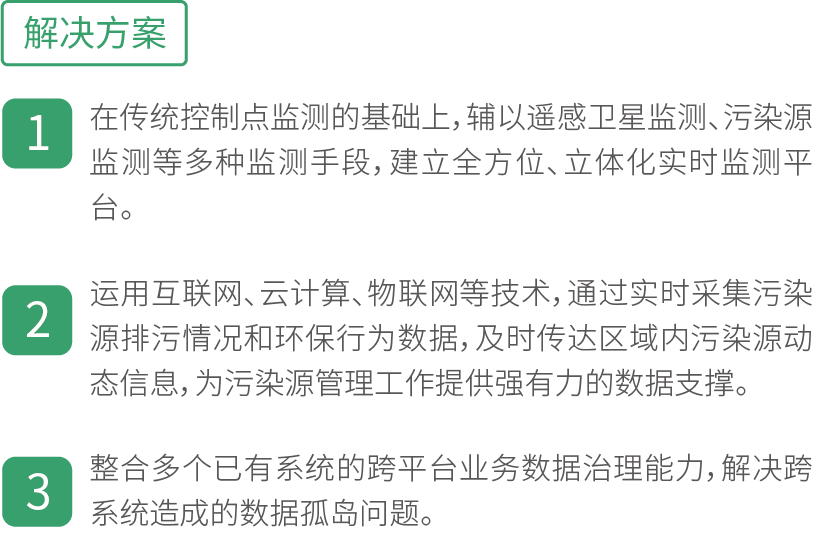 解决方案
1
在传统控制点监测的基础上，辅以遥感卫星监测、污染源
监测等多种监测手段，建立全方位、立体化实时监测平
台。
2
运用互联网、云计算、物联网等技术，通过实时采集污染
源排污情况和环保行为数据，及时传达区域内污染源动
态信息，为污染源管理工作提供强有力的数据支撑。
3
整合多个已有系统的跨平台业务数据治理能力，解决跨
系统造成的数据孤岛问题。